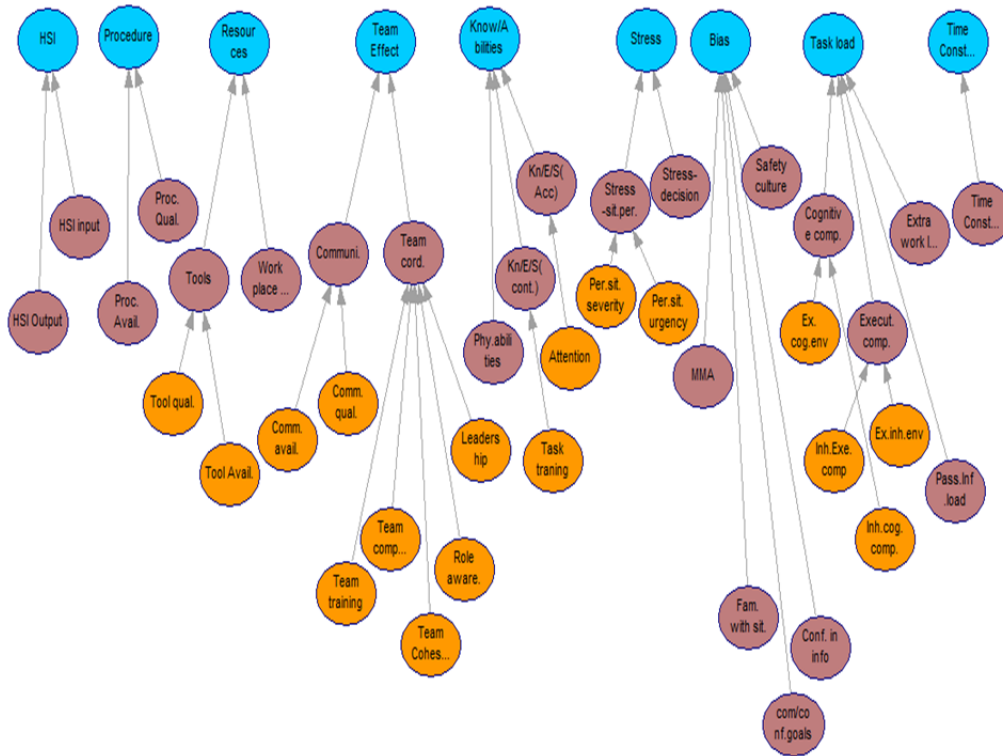 HSI
Procedure
Resour
ces
Team
Effect
Know/A
bilities
Stress
Bias
Task load
Time
Const...
HSI input
Proc.
Qual.
Kn/E/S(
Acc)
Stress
-sit.per.
Stress-
decision
Safety
culture
Cognitiv
e comp.
Extra
work l...
Time
Const...
HSI Output
Proc.
Avail.
Tools
Work
place ...
Communi.
Team
cord.
Kn/E/S(
cont.)
Per.sit.
severity
Per.sit.
urgency
Ex.
cog.env
Execut.
comp.
Phy.abili
ties
Attention
MMA
Tool qual.
Comm.
avail.
Comm.
qual.
Leaders
hip
Task
traning
Inh.Exe.
comp
Ex.inh.env
Tool Avail.
Pass.Inf
.load
Team
comp...
Role
aware.
Inh.cog.
comp.
Team
training
Team
Cohes...
Fam.
with sit.
Conf. in
info
com/co
nf.goals